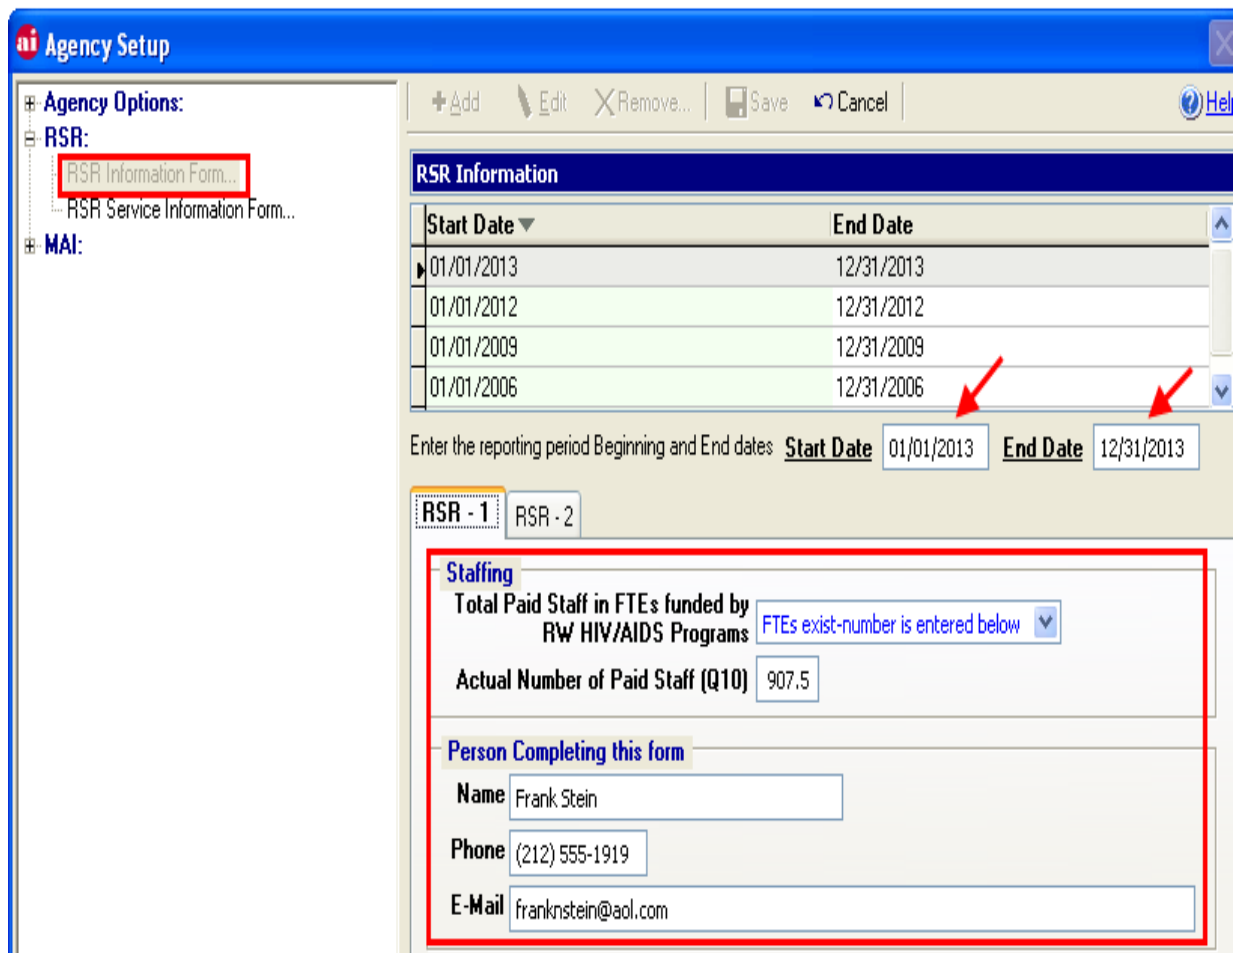 ai Agency Setup
Agency Options:
RSR:
RSR Information Form...
RSR Service Information Form...
MAI:
Add Edit Remove... Save Cancel Help
RSR Information
Start Date End Date
01/01/2013 12/31/2013
01/01/2012 12/31/2012
01/01/2009 12/31/2009
01/01/2006 12/31/2006
Enter the reporting period Beginning and End dates Start Date 01/01/2013 End Date 12/31/2013
RSR - 1 RSR - 2
Staffing
Total Paid Staff in FTEs funded by
RW HIV/AIDS Programs FTEs exist-number is entered below
Actual Number of Paid Staff (Q10) 907.5
Person Completing this form
Name Frank Stein
Phone (212) 555-1919
E-Mail franknstein@aol.com